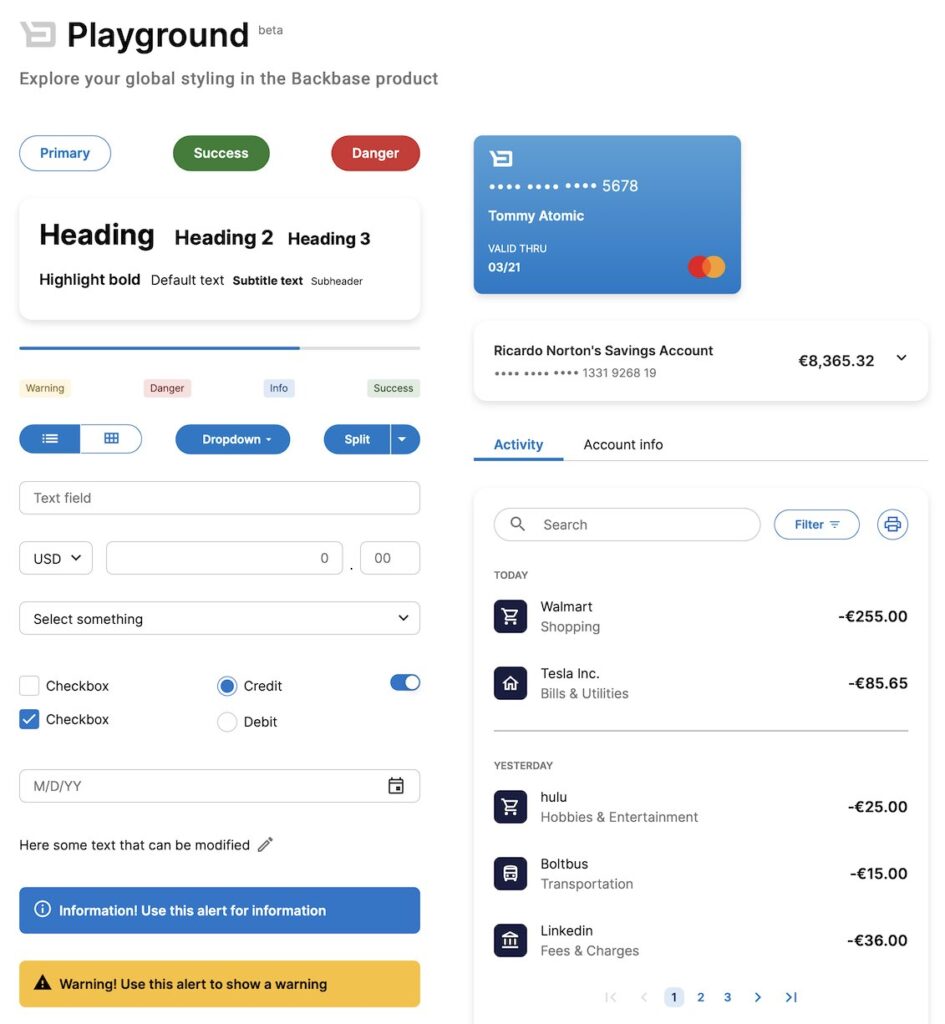 Playground beta
Explore your global styling in the Backbase product
Primary
Success
Danger
Heading Heading 2 Heading 3
Highlight bold Default text Subtitle text Subheader
Warning
Danger
Info
Success
Dropdown
Split
Text field
USD
0
.
00
Select something
Checkbox
Credit
Checkbox
Debit
M/D/YY
Here some text that can be modified
Information! Use this alert for information
Warning! Use this alert to show a warning
•••• •••• •••• 5678
Tommy Atomic
VALID THRU
03/21
Ricardo Norton's Savings Account
•••• •••• •••• 1331 9268 19
€8,365.32
Activity
Account info
Search
Filter
TODAY
Walmart
Shopping
-€255.00
Tesla Inc.
Bills & Utilities
-€85.65
YESTERDAY
hulu
Hobbies & Entertainment
-€25.00
Boltbus
Transportation
-€15.00
Linkedin
Fees & Charges
-€36.00
1 2 3